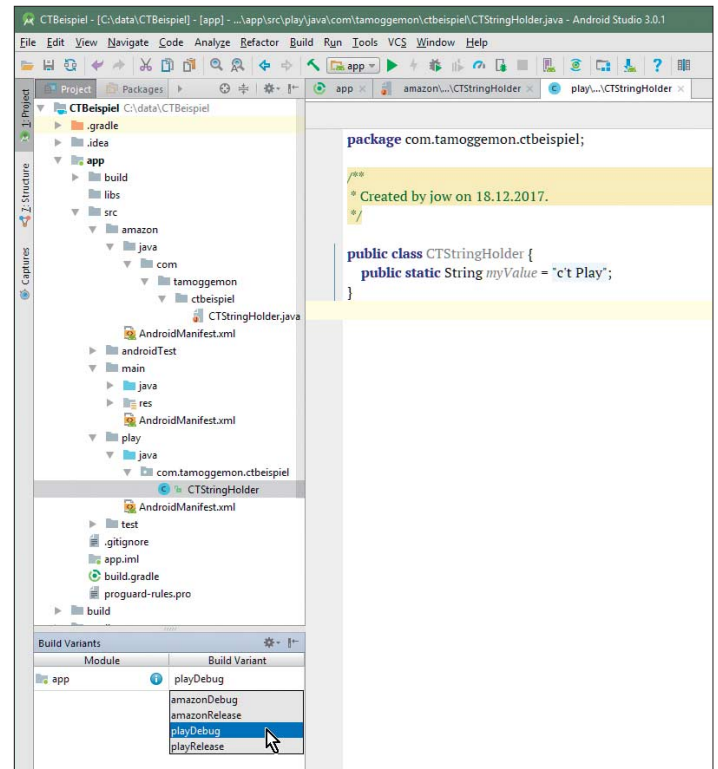 CTBeispiel - [C:\data\CTBeispiel] - [app] - ...\app\src\play\java\com\tamoggemon\ctbeispiel\CTStringHolder.java - Android Studio 3.0.1
File Edit View Navigate Code Analyze Refactor Build Run Tools VCS Window Help
app
Project Packages
app
amazon\...\CTStringHolder
play\...\CTStringHolder
1: Project
Z: Structure
Captures
CTBeispiel C:\data\CTBeispiel
.gradle
.idea
app
build
libs
src
amazon
java
com
tamoggemon
ctbeispiel
CTStringHolder.java
AndroidManifest.xml
androidTest
main
java
res
AndroidManifest.xml
play
java
com.tamoggemon.ctbeispiel
CTStringHolder
AndroidManifest.xml
test
.gitignore
app.iml
build.gradle
proguard-rules.pro
build
package com.tamoggemon.ctbeispiel;
/**
* Created by jow on 18.12.2017.
*/
public class CTStringHolder {
public static String myValue = "c't Play";
}
Build Variants
Module Build Variant
app playDebug
amazonDebug
amazonRelease
playDebug
playRelease